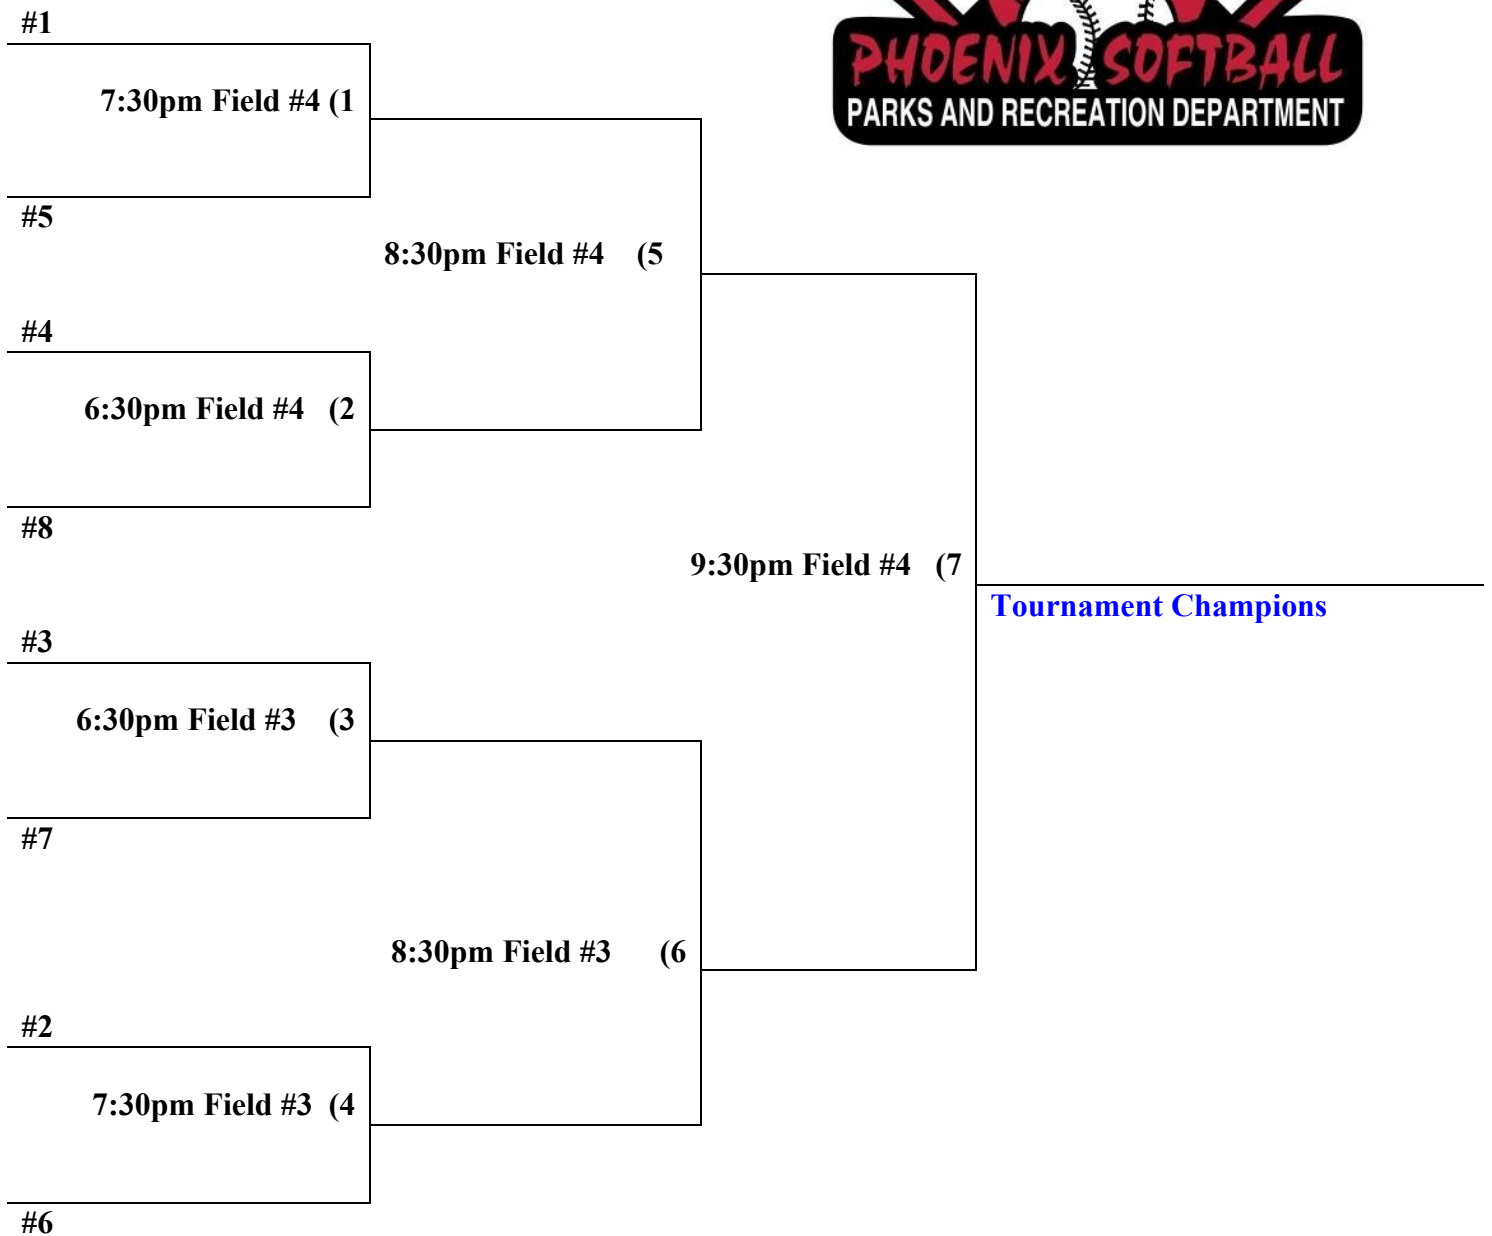 #1
PHOENIX SOFTBALL
PARKS AND RECREATION DEPARTMENT
7:30pm Field #4 (1
#5
8:30pm Field #4 (5
#4
6:30pm Field #4 (2
#8
9:30pm Field #4 (7
Tournament Champions
#3
6:30pm Field #3 (3
#7
8:30pm Field #3 (6
#2
7:30pm Field #3 (4
#6